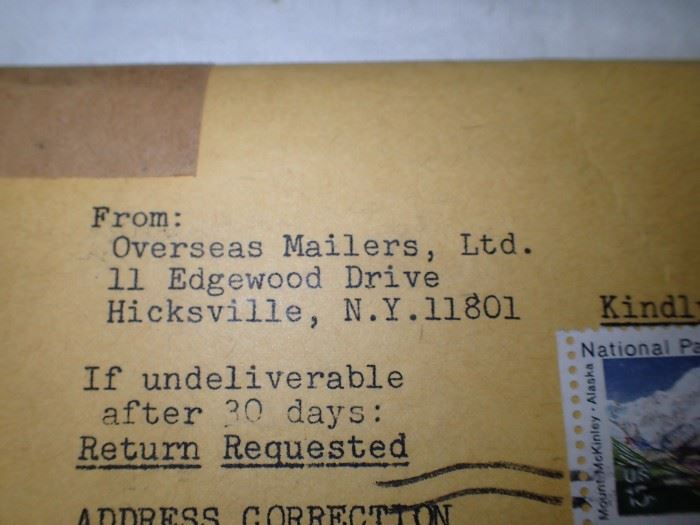 From:
Overseas Mailers, Ltd.
11 Edgewood Drive
Hicksville, N.Y.11801
Kindly
National Pa
Mount McKinley · Alaska
If undeliverable
after 30 days:
Return Requested
ADDRESS CORRECTION